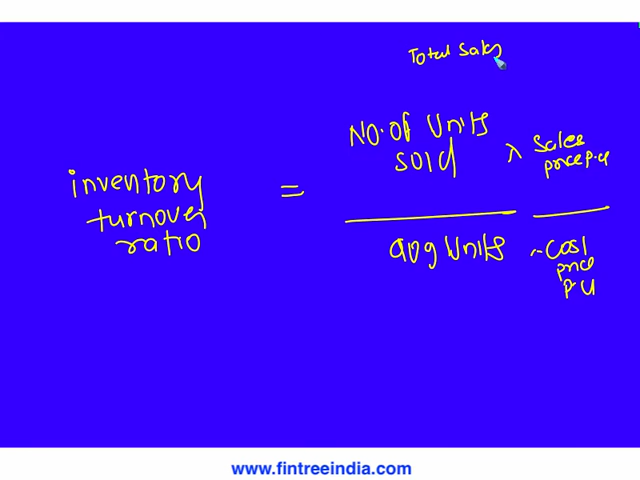 Total Sales
No. of Units
sold
x Sales
price p.u
inventory
turnover
ratio
=
avg Units
x Cost
price
p.u
www.fintreeindia.com